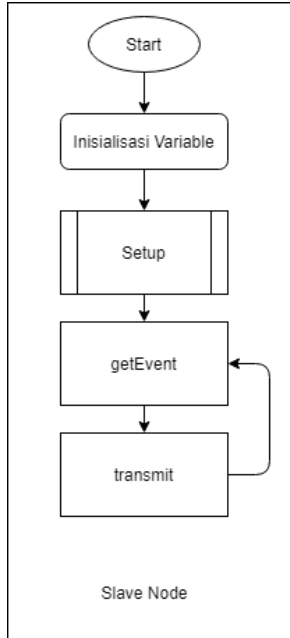 Start
Inisialisasi Variable
Setup
getEvent
transmit
Slave Node